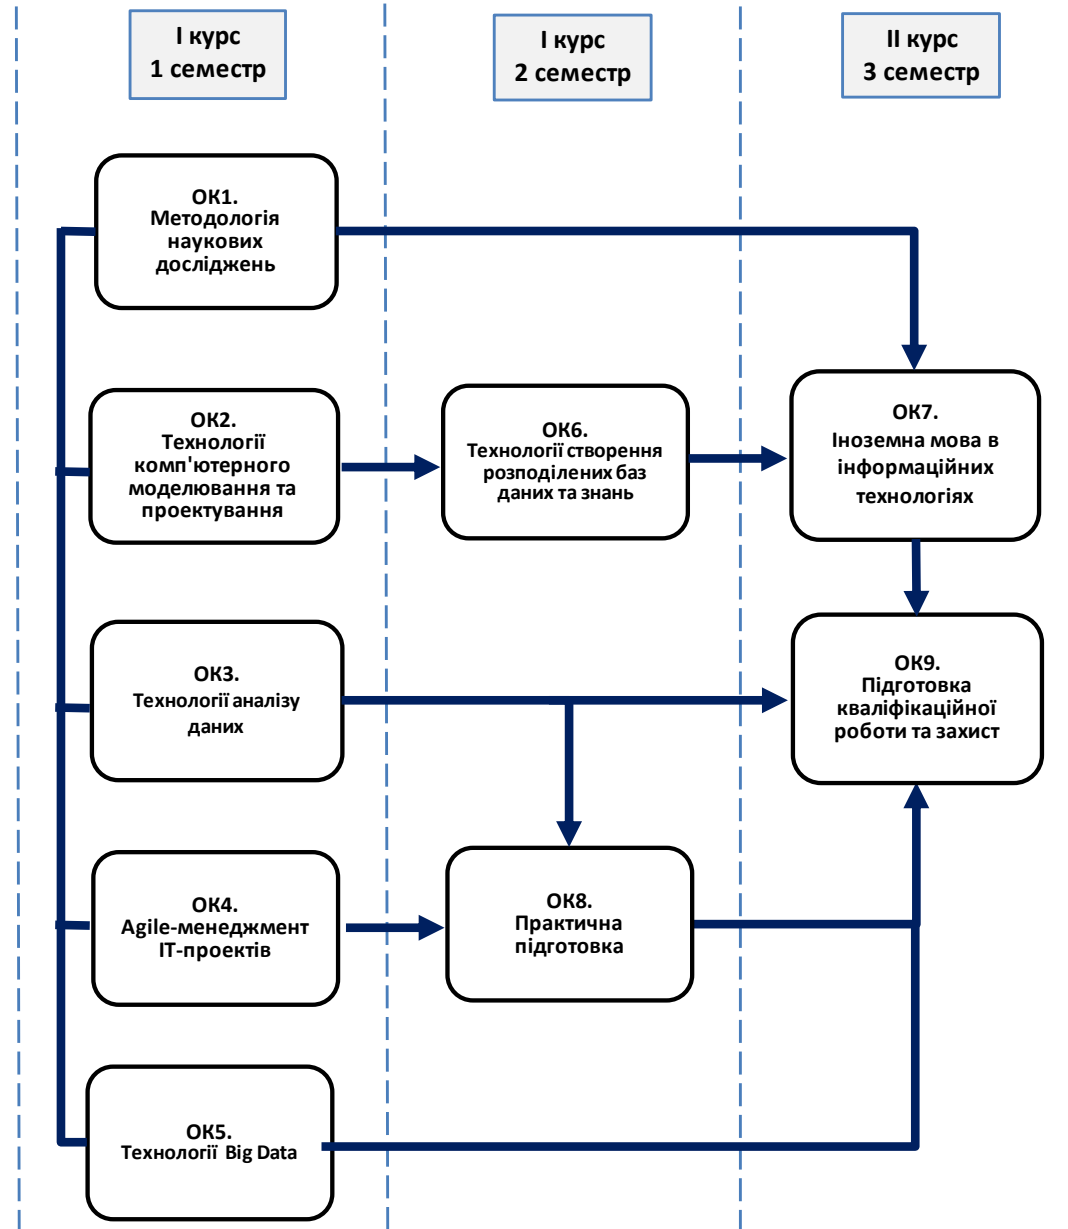 І курс
1 семестр
І курс
2 семестр
ІІ курс
3 семестр
ОК1.
Методологія
наукових
досліджень
ОК2.
Технології
комп'ютерного
моделювання та
проектування
ОК6.
Технології створення
розподілених баз
даних та знань
ОК7.
Іноземна мова в
інформаційних
технологіях
ОК3.
Технології аналізу
даних
ОК9.
Підготовка
кваліфікаційної
роботи та захист
ОК4.
Agile-менеджмент
ІТ-проектів
ОК8.
Практична
підготовка
ОК5.
Технології Big Data